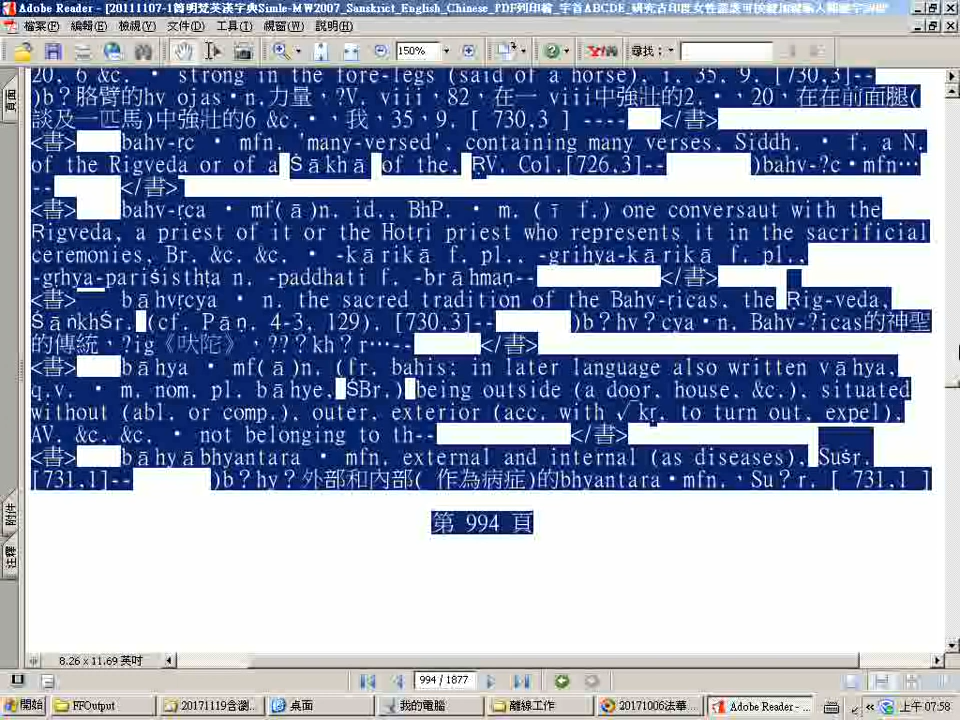 Adobe Reader - [20111107-1簡明梵英漢字典Simle-MW2007_Sanskrit_English_Chinese_PDF列印檔_字首ABCDE_研究古印度女性
檔案(F) 編輯(E) 檢視(V) 文件(D) 工具(T) 視窗(W) 說明(H)
150% 尋找：
頁面
20, 6 &c. • strong in the fore-legs (said of a horse), i, 35, 9. [730,3]--
)b？胳臂的hv ojas•n.力量，?V. viii，82，在一 viii中強壯的2.•，20，在在前面腿(
談及一匹馬)中強壯的6 &c.•，我，35，9. [ 730,3 ] ---- </書>
<書> bahv-ṛc • mfn. 'many-versed', containing many verses, Siddh. • f. a N.
of the Rigveda or of a Śākhā of the, ṚV. Col.[726,3]-- )bahv-?c•mfn…
-- </書>
<書> bahv-ṛca • mf(ā)n. id., BhP. • m. (ī f.) one conversaut with the
Ṛigveda, a priest of it or the Hotṛi priest who represents it in the sacrificial
ceremonies, Br. &c. &c. • -kārikā f. pl., -grihya-kārikā f. pl.,
-gṛhya-pariśisthṭa n. -paddhati f. -brāhmaṇ-- </書>
<書> bāhvṛcya • n. the sacred tradition of the Bahv-ṛicas, the Ṛig-veda,
ŚāṅkhŚr. (cf. Pāṇ. 4-3, 129). [730,3]-- )b？hv？cya•n. Bahv-?icas的神聖
的傳統，?ig《吠陀》，???kh？r…-- </書>
<書> bāhya • mf(ā)n. (fr. bahis; in later language also written vāhya,
q.v. • m. nom. pl. bāhye, ŚBr.) being outside (a door, house, &c.), situated
without (abl. or comp.), outer, exterior (acc. with √kṛ, to turn out, expel),
AV. &c. &c. • not belonging to th-- </書>
<書> bāhyābhyantara • mfn. external and internal (as diseases), Suśr.
[731,1]-- )b？hy？外部和內部( 作為病症)的bhyantara•mfn.，Su？r. [ 731,1 ]
第 994 頁
附件
注釋
8.26 x 11.69 英吋
994 / 1877
開始 FFOutput 20171119含瀏... 桌面 我的電腦 離線工作 20171006法華... Adobe Reader - ... 上午 07:58